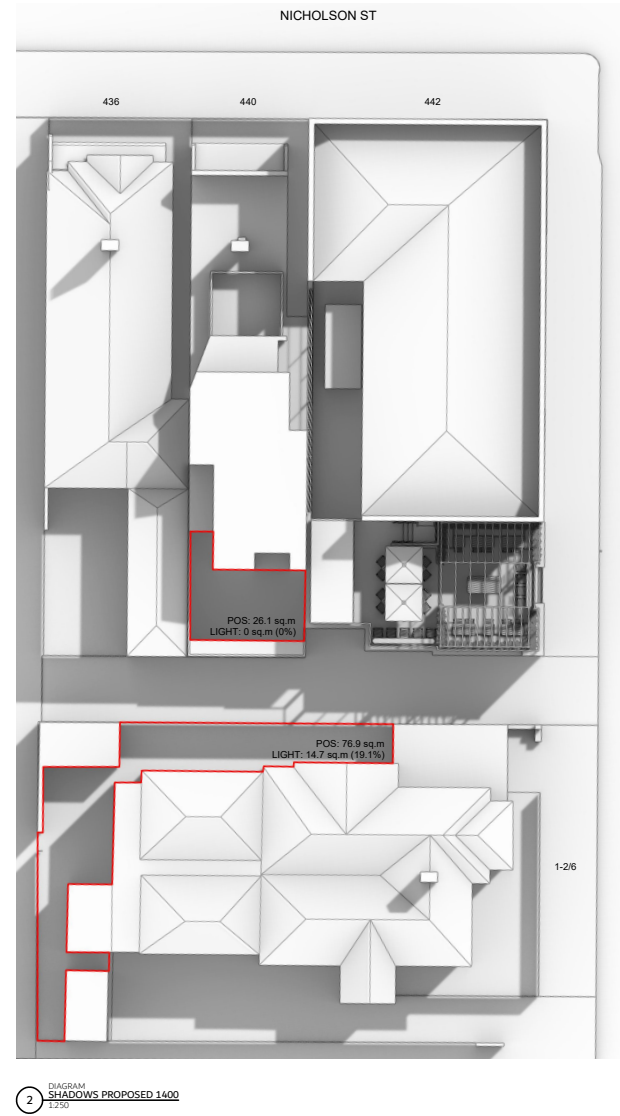 NICHOLSON ST
436 440 442
POS: 26.1 sq.m
LIGHT: 0 sq.m (0%)
POS: 76.9 sq.m
LIGHT: 14.7 sq.m (19.1%)
1-2/6
2
DIAGRAM
SHADOWS PROPOSED 1400
1:250